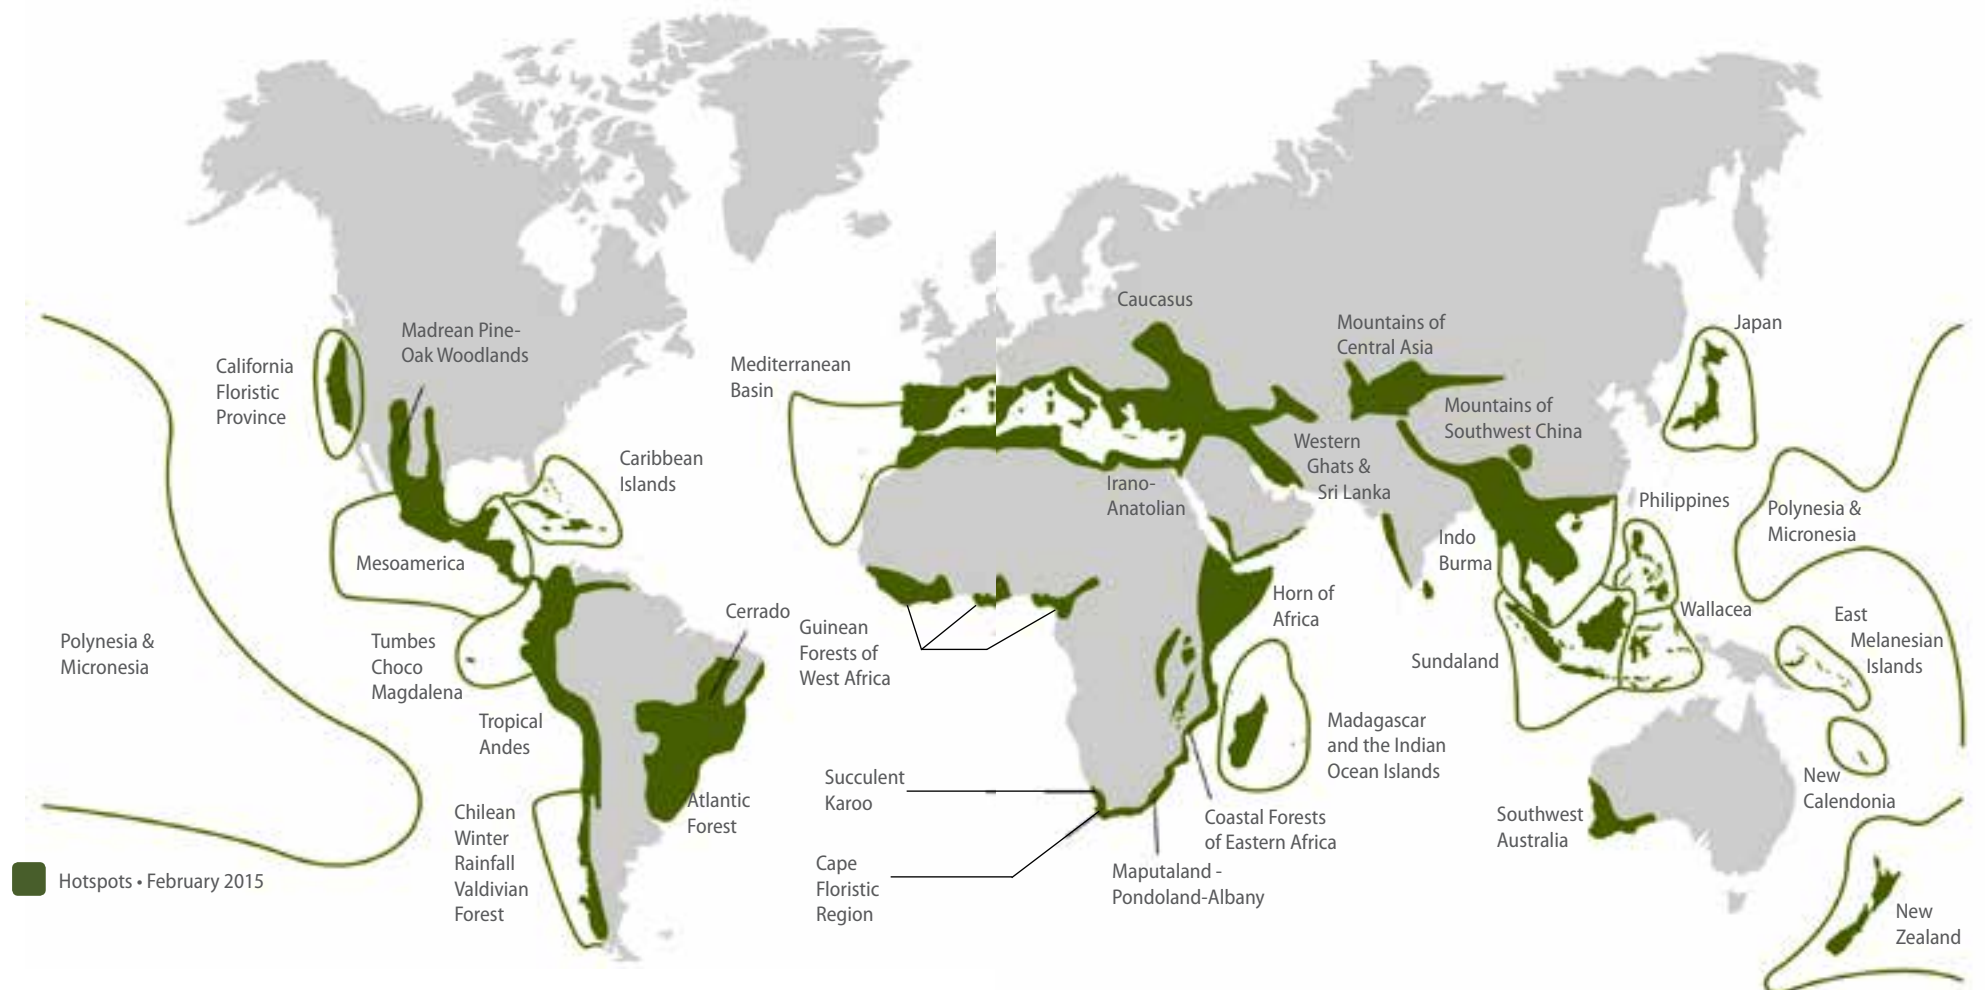 Caucasus
Madrean Pine-
Oak Woodlands
Mountains of
Central Asia
Japan
California
Floristic
Province
Mediterranean
Basin
Mountains of
Southwest China
Western
Ghats &
Sri Lanka
Caribbean
Islands
Irano-
Anatolian
Philippines
Polynesia &
Micronesia
Indo
Burma
Mesoamerica
Horn of
Africa
Cerrado
Wallacea
East
Melanesian
Islands
Guinean
Forests of
West Africa
Polynesia &
Micronesia
Tumbes
Choco
Magdalena
Sundaland
Tropical
Andes
Madagascar
and the Indian
Ocean Islands
Succulent
Karoo
New
Calendonia
Atlantic
Forest
Chilean
Winter
Rainfall
Valdivian
Forest
Coastal Forests
of Eastern Africa
Southwest
Australia
Cape
Floristic
Region
Maputaland -
Pondoland-Albany
Hotspots • February 2015
New
Zealand